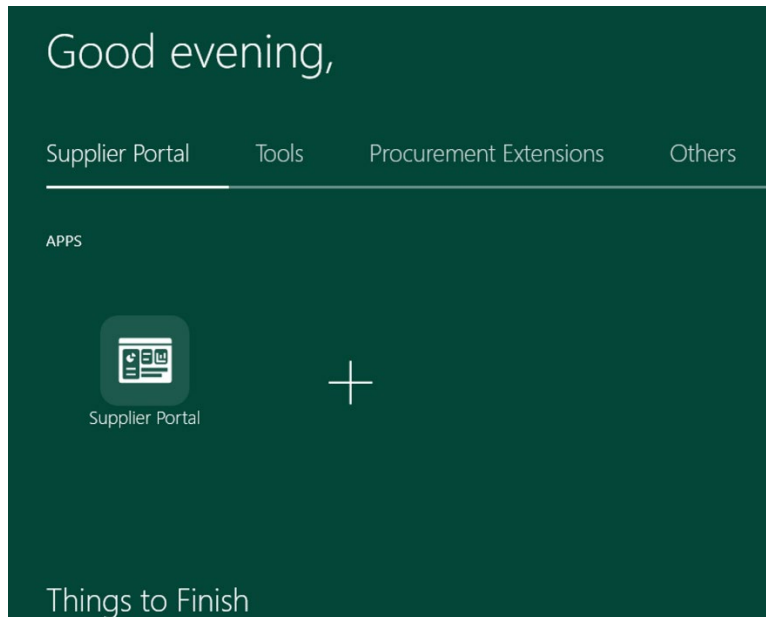 Good evening,
Supplier Portal Tools Procurement Extensions Others
APPS
Supplier Portal
Things to Finish